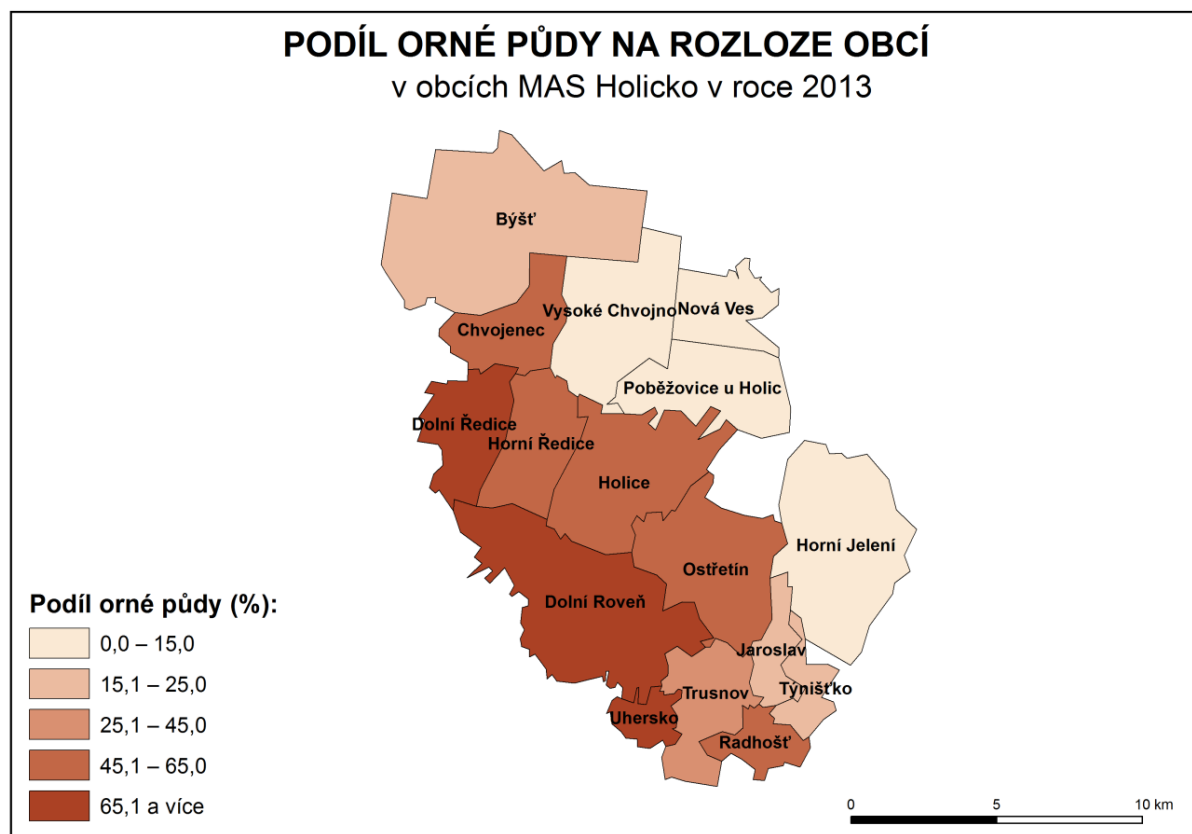 PODÍL ORNÉ PŮDY NA ROZLOZE OBCÍ
v obcích MAS Holicko v roce 2013
Býšť
Vysoké Chvojno
Nová Ves
Chvojenec
Poběžovice u Holic
Dolní Ředice
Horní Ředice
Holice
Horní Jelení
Ostřetín
Dolní Roveň
Jaroslav
Týnišťko
Trusnov
Uhersko
Radhošť
Podíl orné půdy (%):
0,0 – 15,0
15,1 – 25,0
25,1 – 45,0
45,1 – 65,0
65,1 a více
0 5 10 km